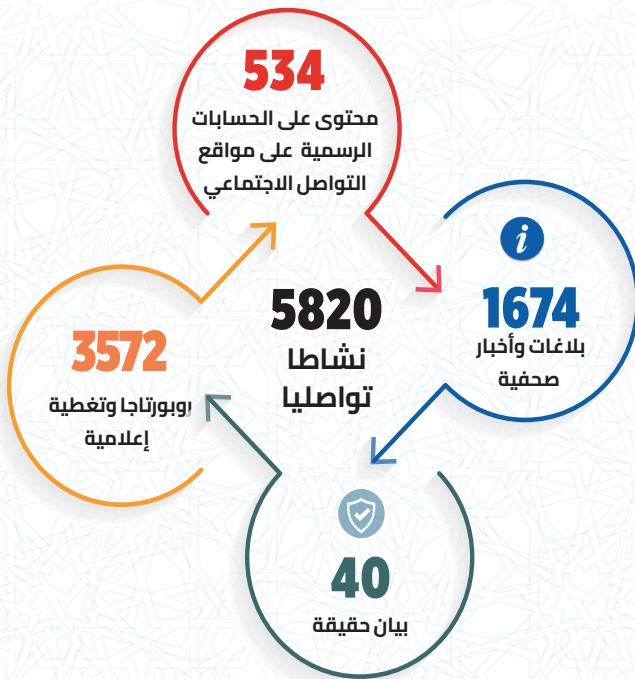 534
محتوى على الحسابات
الرسمية على مواقع
التواصل الاجتماعي
i
1674
بلاغات وأخبار
صحفية
5820
نشاطا
تواصليا
3572
روبورتاجا وتغطية
إعلامية
40
بيان حقيقة